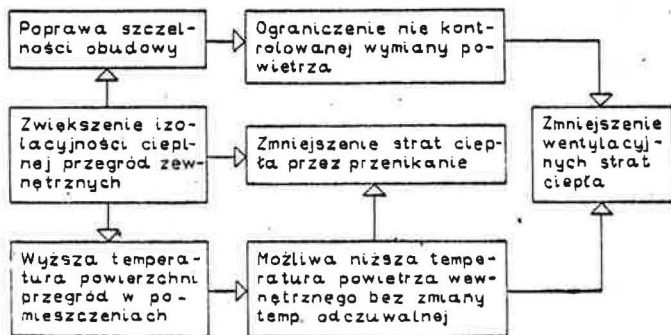 Poprawa szczel-
ności obudowy
Ograniczenie nie kont-
rolowanej wymiany po-
wietrza
Zwiększenie izo-
lacyjności ciepl-
nej przegród zew-
nętrznych
Zmniejszenie strat ciep-
ła przez przenikanie
Zmniejszenie
wentylacyj-
nych strat
ciepła
Wyższa tempera-
tura powierzchni
przegród w po-
mieszczeniach
Możliwa niższa tempe-
ratura powietrza wew-
nętrznego bez zmiany
temp. odczuwalnej